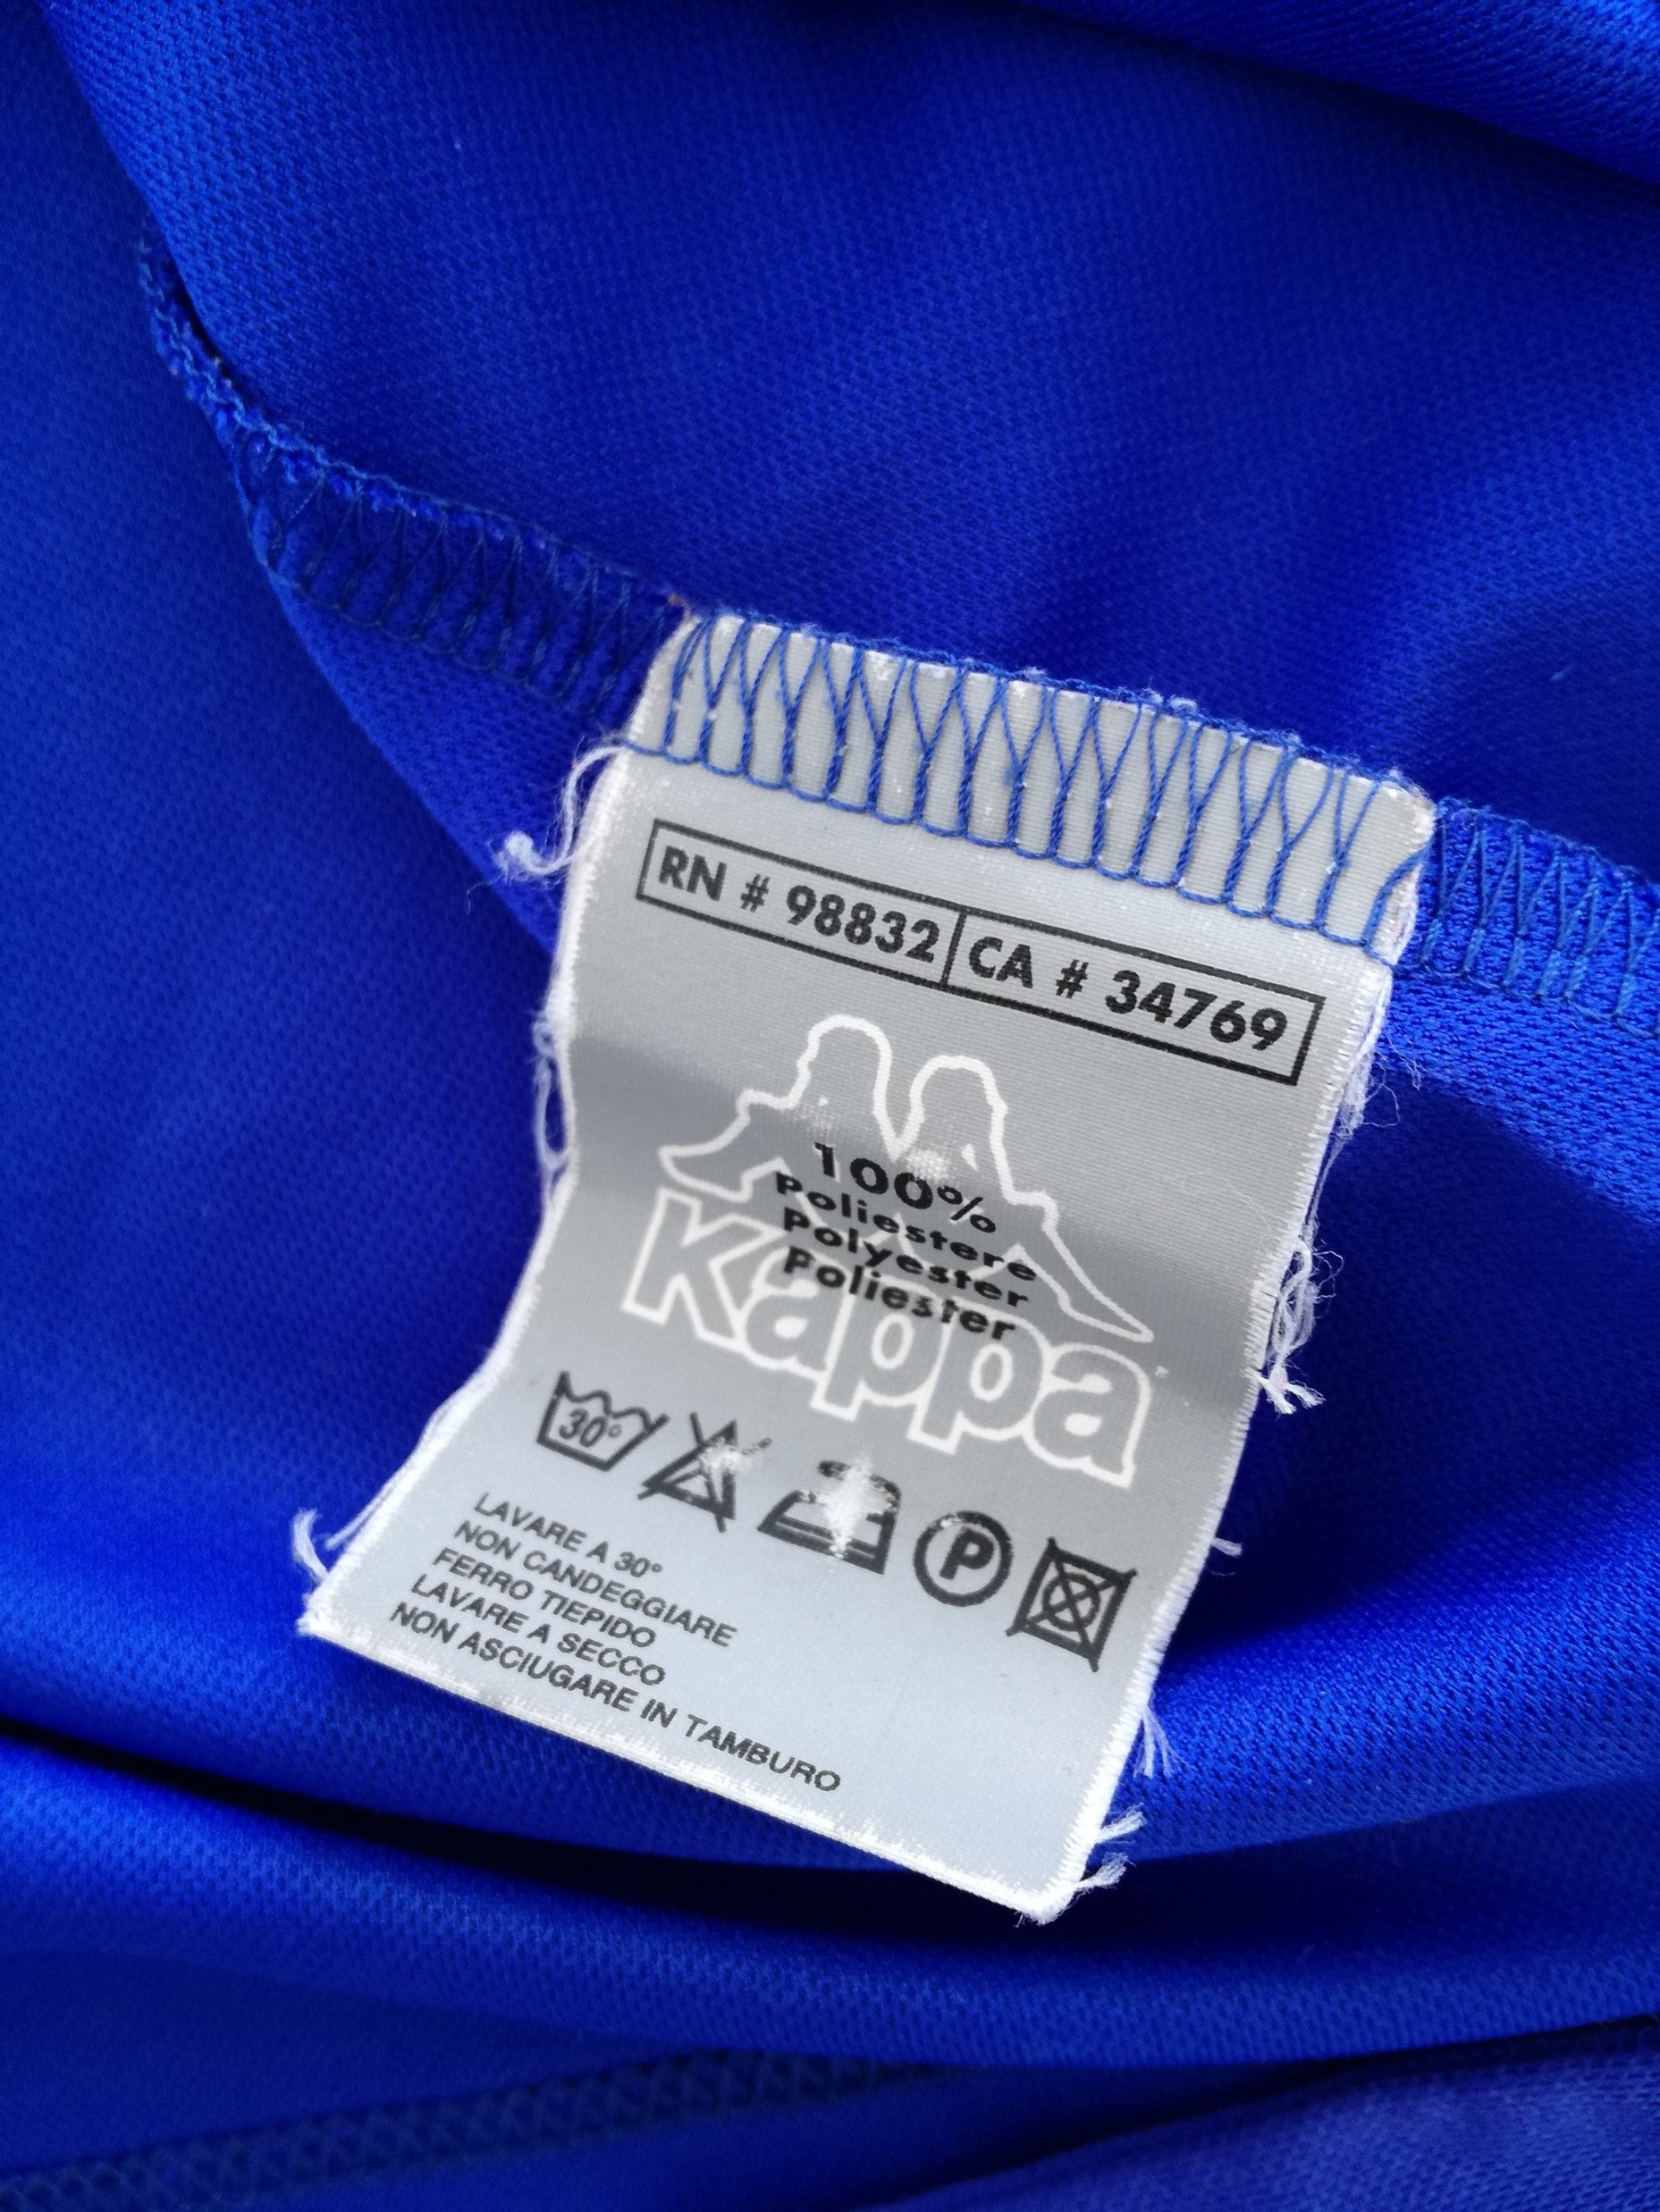 RN # 98832 CA # 34769
100%
Poliestere
Polyester
Poliester
Kappa
30°
P
LAVARE A 30°
NON CANDEGGIARE
FERRO TIEPIDO
LAVARE A SECCO
NON ASCIUGARE IN TAMBURO